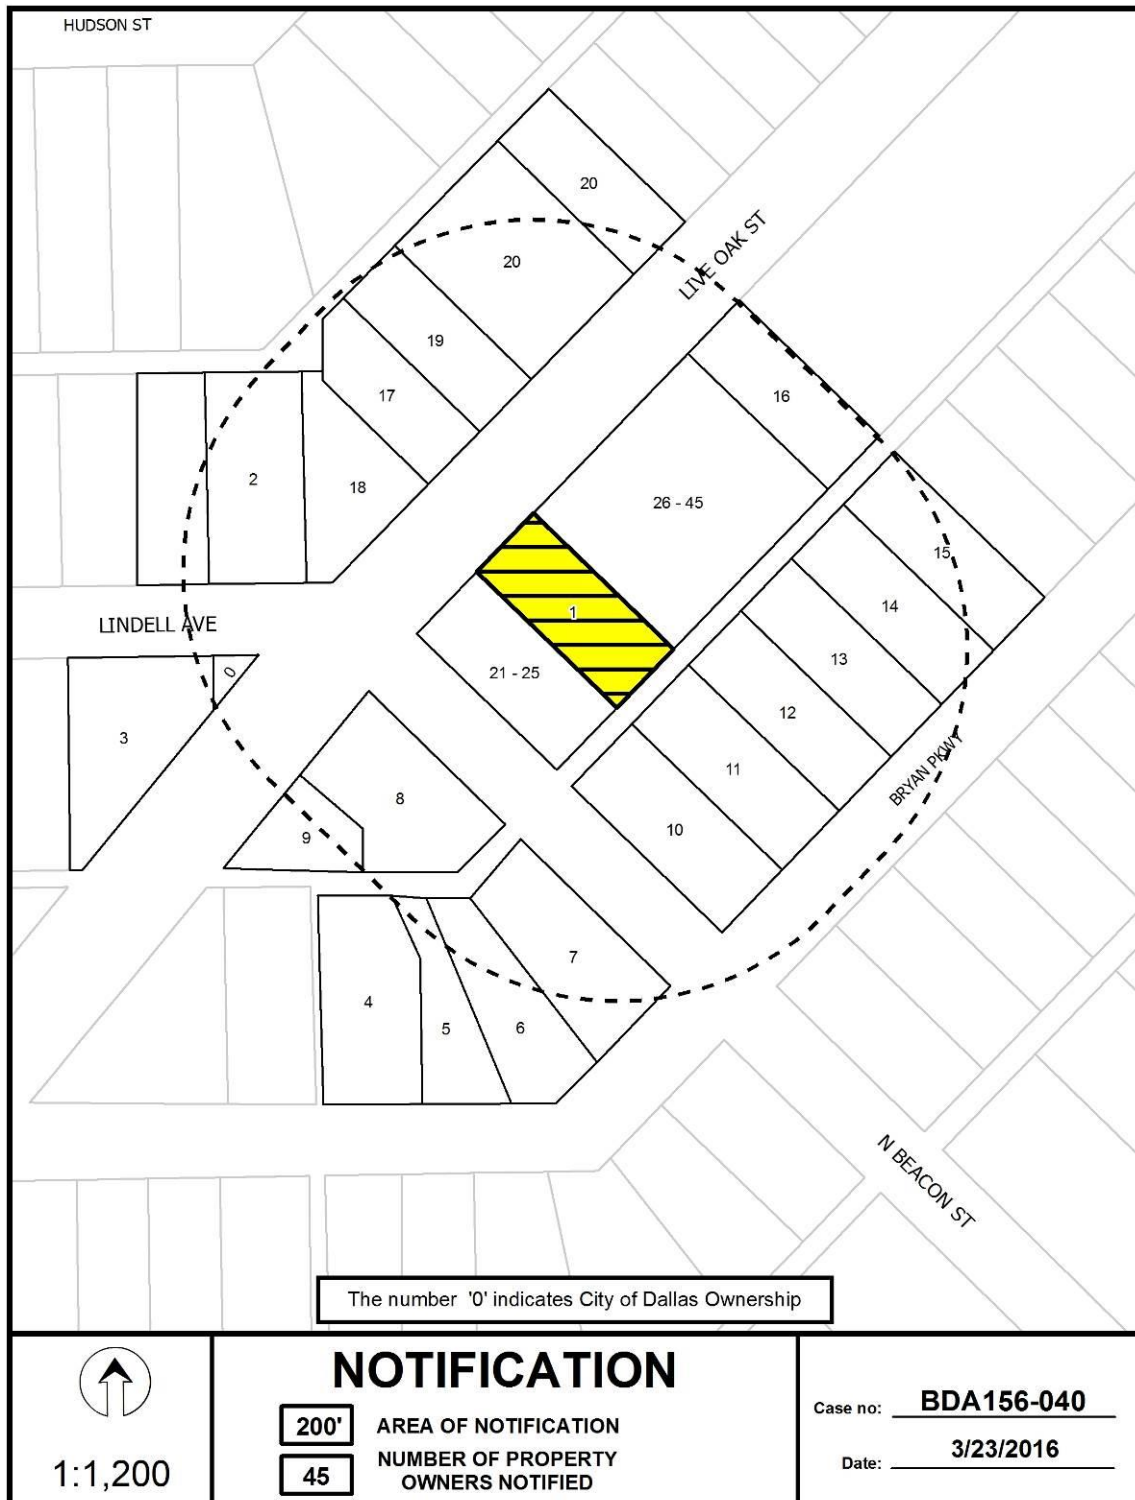 HUDSON ST
20
LIVE OAK ST
20
19
17
16
2
18
26 - 45
15
1
14
LINDELL AVE
13
0
21 - 25
12
3
11
BRYAN PKWY
8
10
9
7
4
5
6
N BEACON ST
The number '0' indicates City of Dallas Ownership
1:1,200
NOTIFICATION
200' AREA OF NOTIFICATION
45 NUMBER OF PROPERTY
OWNERS NOTIFIED
Case no: BDA156-040
Date: 3/23/2016